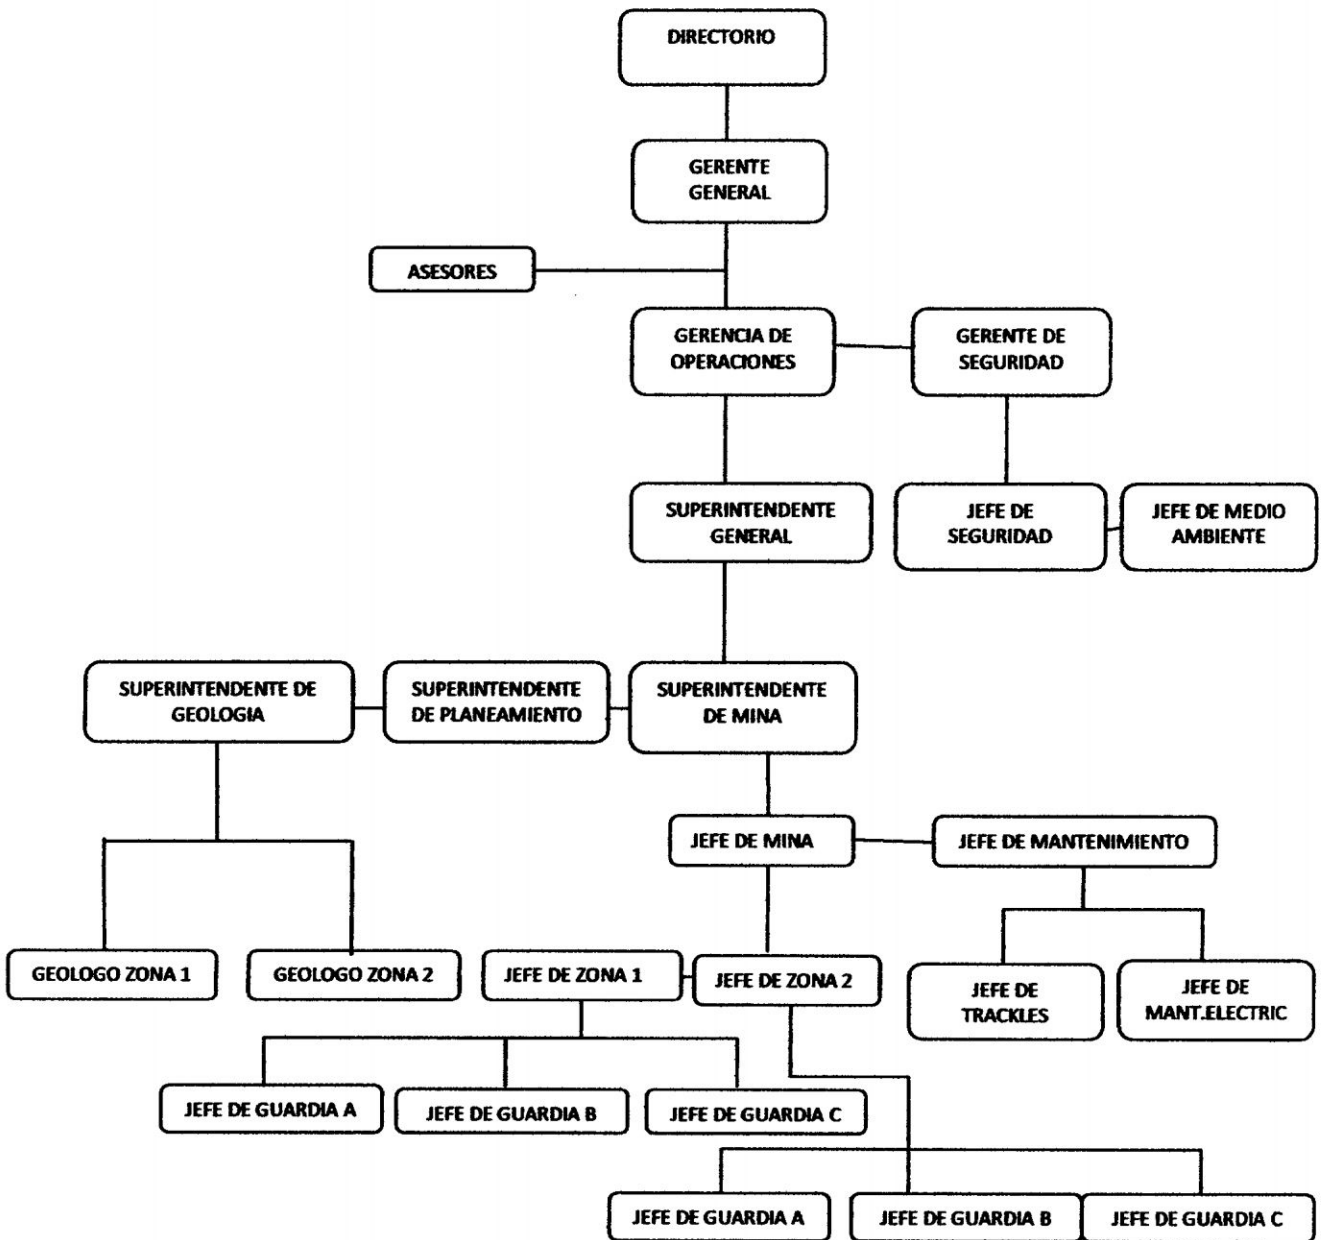 DIRECTORIO
GERENTE
GENERAL
ASESORES
GERENCIA DE
OPERACIONES
GERENTE DE
SEGURIDAD
SUPERINTENDENTE
GENERAL
JEFE DE
SEGURIDAD
JEFE DE MEDIO
AMBIENTE
SUPERINTENDENTE DE
GEOLOGIA
SUPERINTENDENTE
DE PLANEAMIENTO
SUPERINTENDENTE
DE MINA
JEFE DE MINA
JEFE DE MANTENIMIENTO
GEOLOGO ZONA 1
GEOLOGO ZONA 2
JEFE DE ZONA 1
JEFE DE ZONA 2
JEFE DE
TRACKLES
JEFE DE
MANT.ELECTRIC
JEFE DE GUARDIA A
JEFE DE GUARDIA B
JEFE DE GUARDIA C
JEFE DE GUARDIA A
JEFE DE GUARDIA B
JEFE DE GUARDIA C